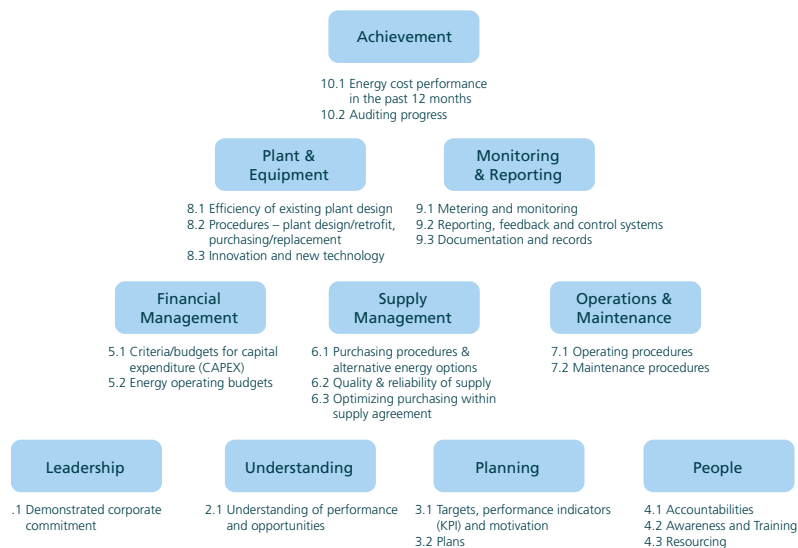 Achievement
10.1 Energy cost performance
in the past 12 months
10.2 Auditing progress
Plant &
Equipment
8.1 Efficiency of existing plant design
8.2 Procedures – plant design/retrofit,
purchasing/replacement
8.3 Innovation and new technology
Monitoring
& Reporting
9.1 Metering and monitoring
9.2 Reporting, feedback and control systems
9.3 Documentation and records
Financial
Management
5.1 Criteria/budgets for capital
expenditure (CAPEX)
5.2 Energy operating budgets
Supply
Management
6.1 Purchasing procedures &
alternative energy options
6.2 Quality & reliability of supply
6.3 Optimizing purchasing within
supply agreement
Operations &
Maintenance
7.1 Operating procedures
7.2 Maintenance procedures
Leadership
.1 Demonstrated corporate
commitment
Understanding
2.1 Understanding of performance
and opportunities
Planning
3.1 Targets, performance indicators
(KPI) and motivation
3.2 Plans
People
4.1 Accountabilities
4.2 Awareness and Training
4.3 Resourcing